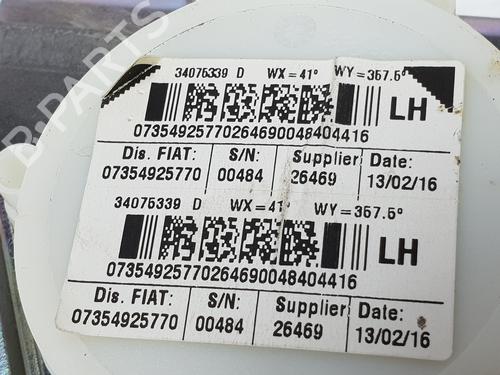 34075339 D WX=41° WY=357.5°
LH
07354925770264690048404416
Dis. FIAT: S/N: Supplier: Date:
07354925770 00484 26469 13/02/16
34075339 D WX=41° WY=357.5°
LH
07354925770264690048404416
Dis. FIAT: S/N: Supplier: Date:
07354925770 00484 26469 13/02/16
B-PARTS